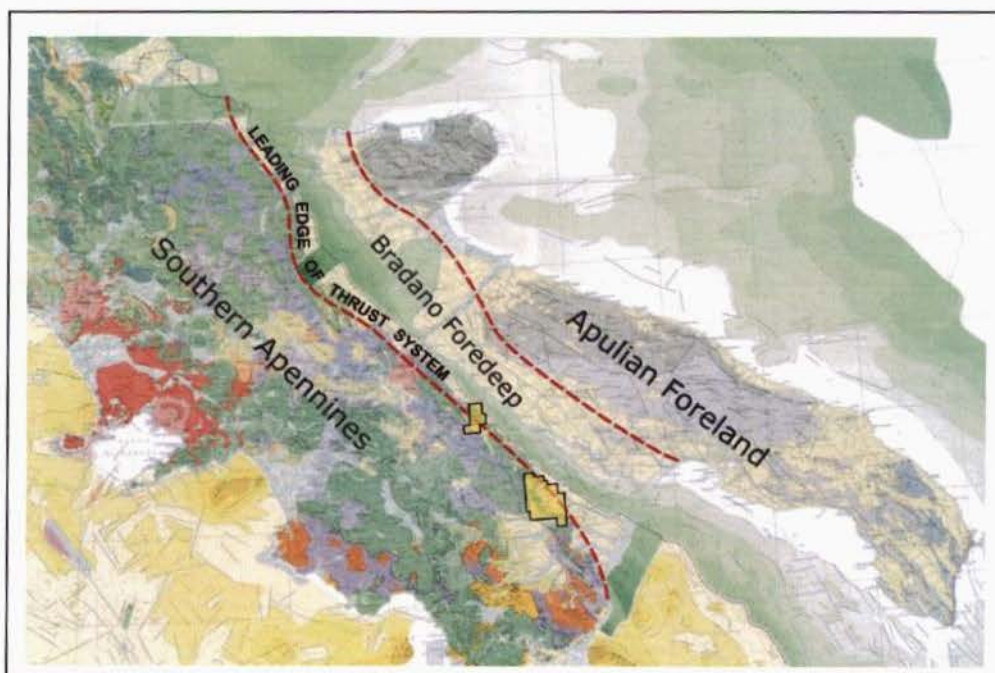 LEADING EDGE OF THRUST SYSTEM
Southern Apennines
Bradano Foredeep
Apulian Foreland